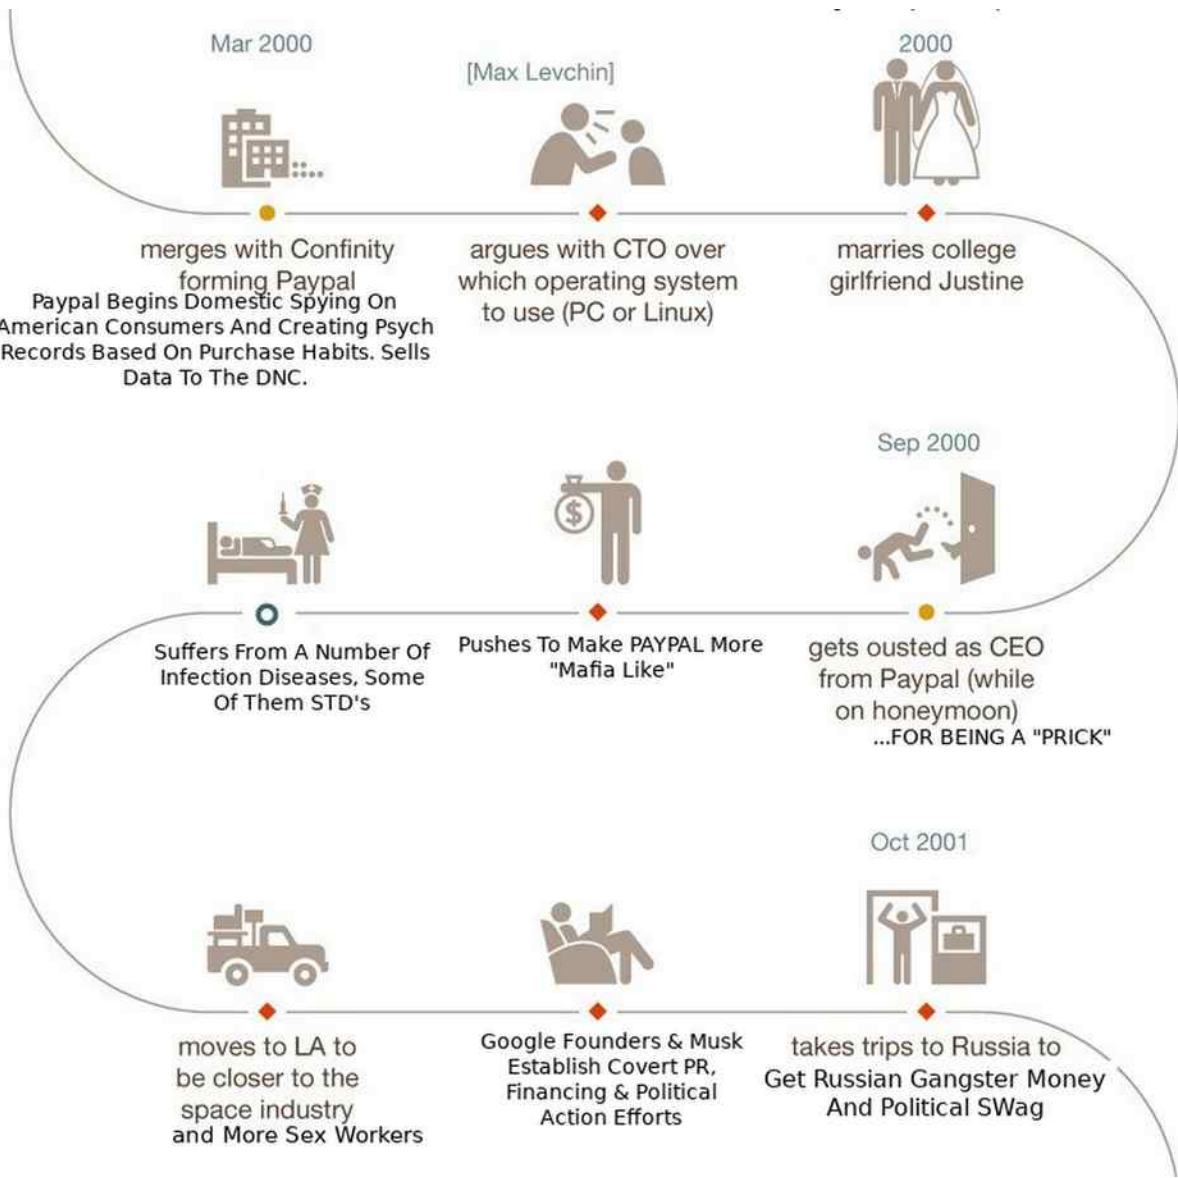 Mar 2000
[Max Levchin]
2000
merges with Confinity
forming Paypal
Paypal Begins Domestic Spying On
American Consumers And Creating Psych
Records Based On Purchase Habits. Sells
Data To The DNC.
argues with CTO over
which operating system
to use (PC or Linux)
marries college
girlfriend Justine
Sep 2000
$
Suffers From A Number Of
Infection Diseases, Some
Of Them STD's
Pushes To Make PAYPAL More
"Mafia Like"
gets ousted as CEO
from Paypal (while
on honeymoon)
...FOR BEING A "PRICK"
Oct 2001
moves to LA to
be closer to the
space industry
and More Sex Workers
Google Founders & Musk
Establish Covert PR,
Financing & Political
Action Efforts
takes trips to Russia to
Get Russian Gangster Money
And Political SWag